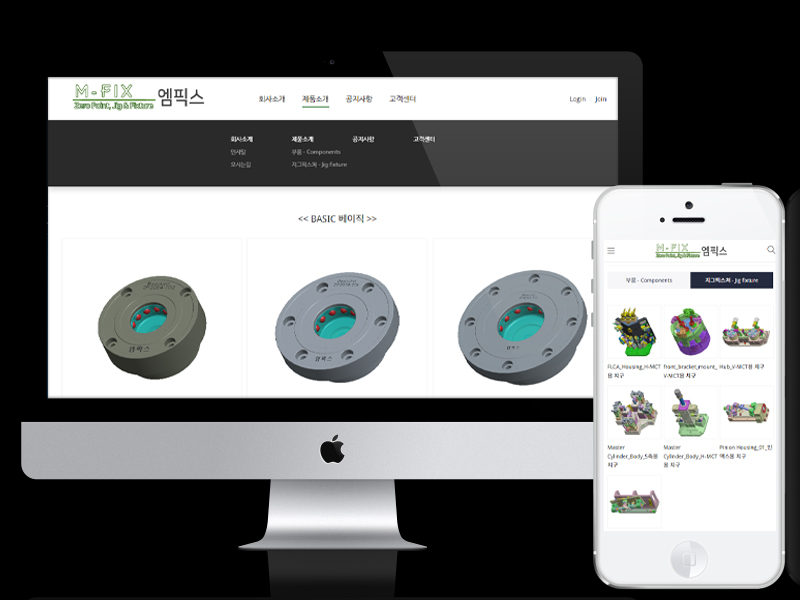 M-FIX
Zero Point, Jig & Fixture
엠픽스
회사소개 제품소개 공지사항 고객센터
Login Join
회사소개 제품소개 공지사항 고객센터
인사말 부품 - Components
오시는길 지그픽스쳐 - Jig Fixture
<< BASIC 베이직 >>
엠픽스
엠픽스
엠픽스
M-FIX
Zero Point, Jig & Fixture
엠픽스
부품 - Components 지그픽스쳐 - Jig fixture
FLCA_Housing_H-MCT용 치구
front_bracket_mount_V-MCT용 치구
Hub_V-MCT용 치구
Master Cylinder_Body_5축용 치구
Master Cylinder_Body_H-MCT용 치구
Pinion Housing_01_인덱스용 치구